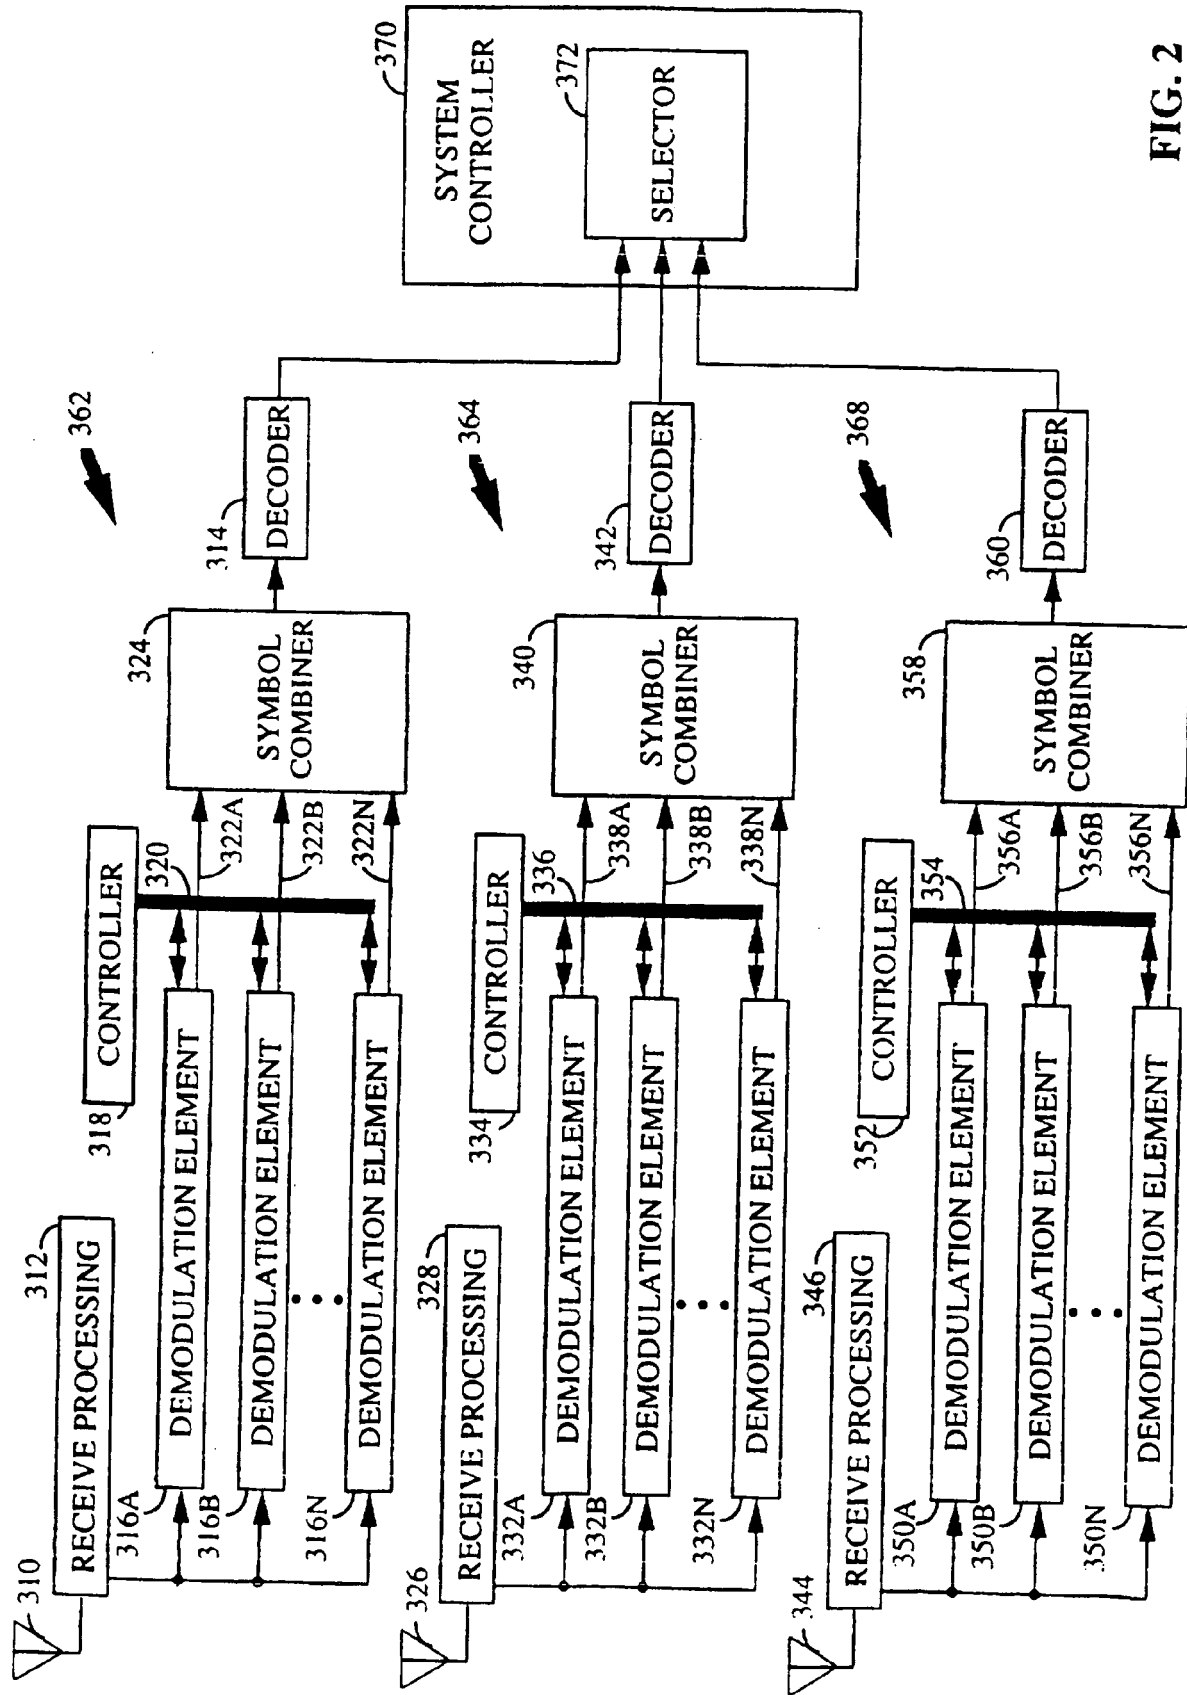 310
RECEIVE PROCESSING
312
316A
DEMODULATION ELEMENT
316B
DEMODULATION ELEMENT
316N
DEMODULATION ELEMENT
318
CONTROLLER
320
322A
322B
322N
324
SYMBOL
COMBINER
314
DECODER
362
326
RECEIVE PROCESSING
328
332A
DEMODULATION ELEMENT
332B
DEMODULATION ELEMENT
332N
DEMODULATION ELEMENT
334
CONTROLLER
336
338A
338B
338N
340
SYMBOL
COMBINER
342
DECODER
364
344
RECEIVE PROCESSING
346
350A
DEMODULATION ELEMENT
350B
DEMODULATION ELEMENT
350N
DEMODULATION ELEMENT
352
CONTROLLER
354
356A
356B
356N
358
SYMBOL
COMBINER
360
DECODER
368
370
SYSTEM
CONTROLLER
372
SELECTOR
FIG. 2